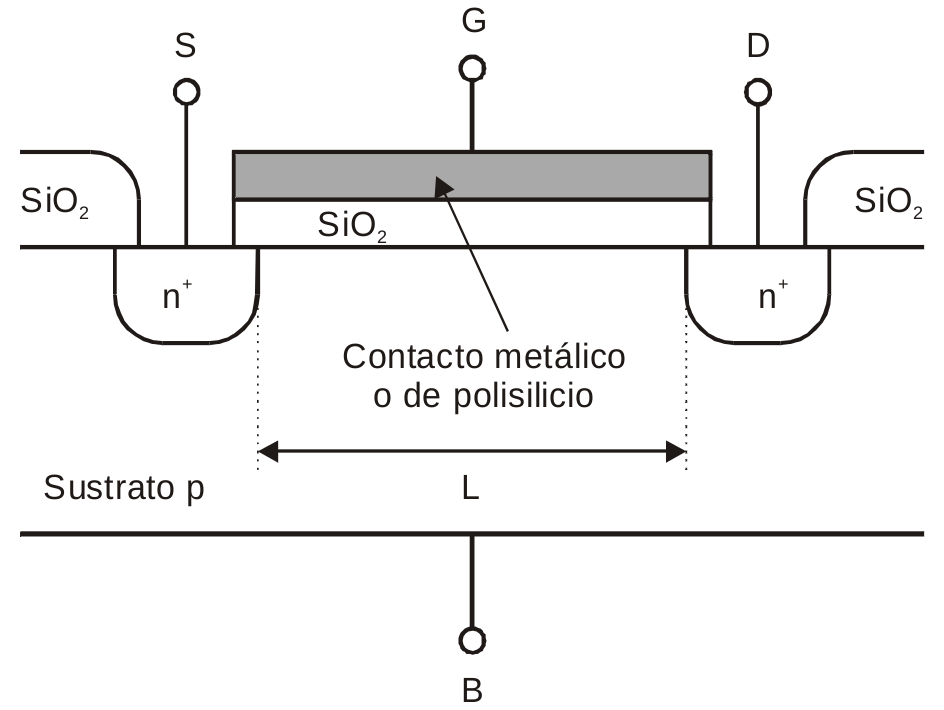 G
S
D
SiO₂
SiO₂
SiO₂
n⁺
n⁺
Contacto metálico
o de polisilicio
Sustrato p
L
B